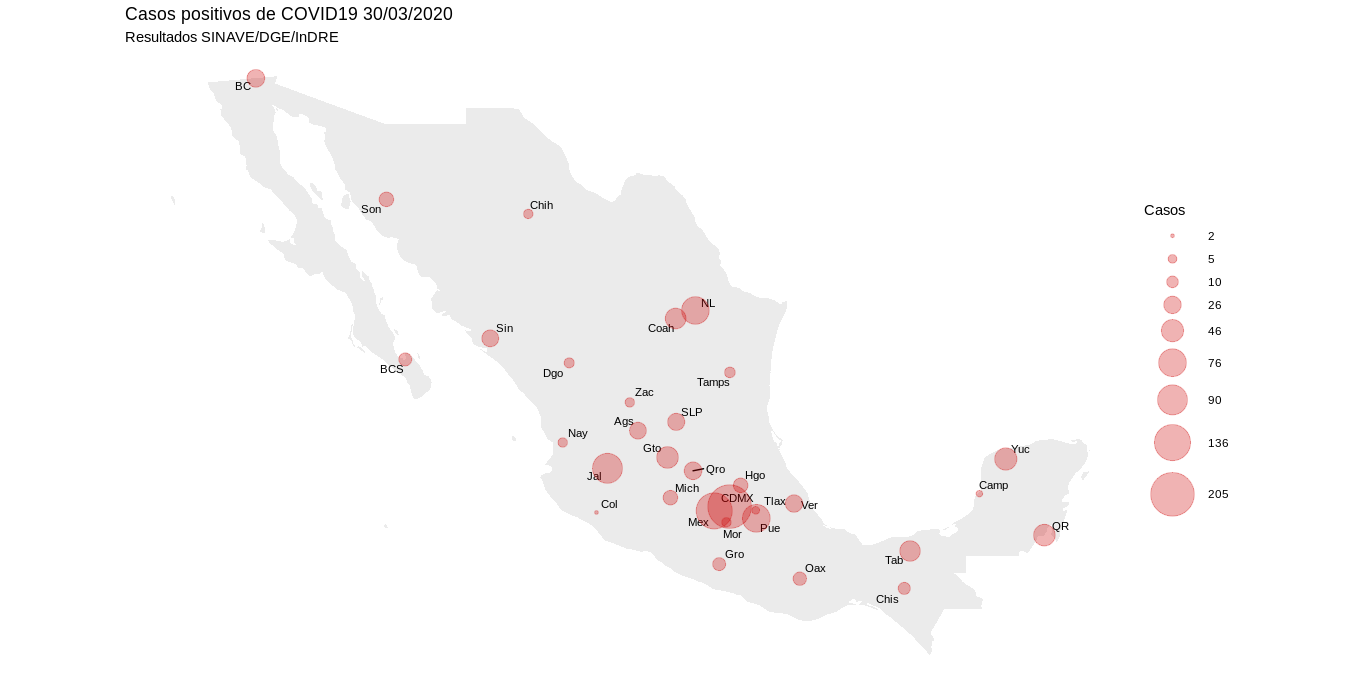 Casos positivos de COVID19 30/03/2020
Resultados SINAVE/DGE/InDRE
BC
Son
Chih
Casos
2
5
10
26
46
76
90
136
205
NL
Coah
Sin
BCS
Dgo
Tamps
Zac
SLP
Ags
Nay
Gto
Qro
Jal
Hgo
Mich
CDMX
Tlax
Ver
Col
Mex
Mor
Pue
Gro
Oax
Yuc
Camp
QR
Tab
Chis